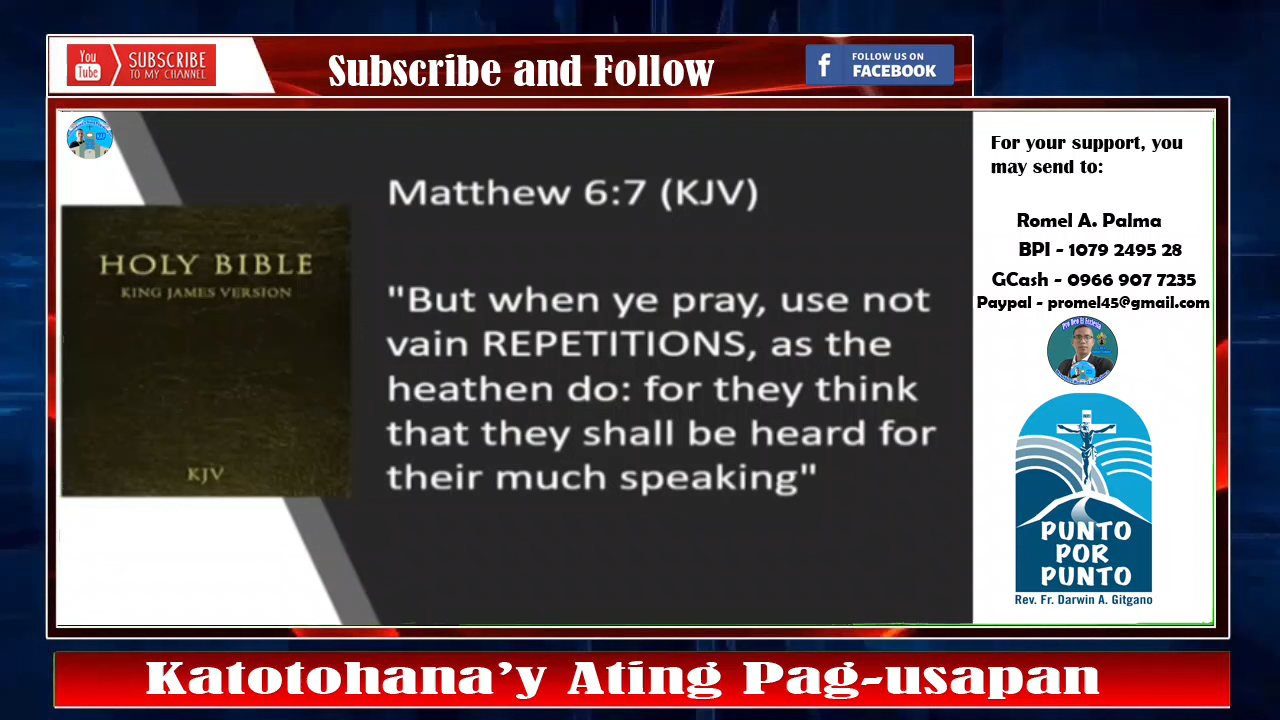 You
Tube
SUBSCRIBE
TO MY CHANNEL
Subscribe and Follow
f
FOLLOW US ON
FACEBOOK
Matthew 6:7 (KJV)
HOLY BIBLE
KING JAMES VERSION
KJV
"But when ye pray, use not
vain REPETITIONS, as the
heathen do: for they think
that they shall be heard for
their much speaking"
For your support, you
may send to:
Romel A. Palma
BPI - 1079 2495 28
GCash - 0966 907 7235
Paypal - promel45@gmail.com
PUNTO
POR
PUNTO
Rev. Fr. Darwin A. Gitgano
Katotohana’y Ating Pag-usapan